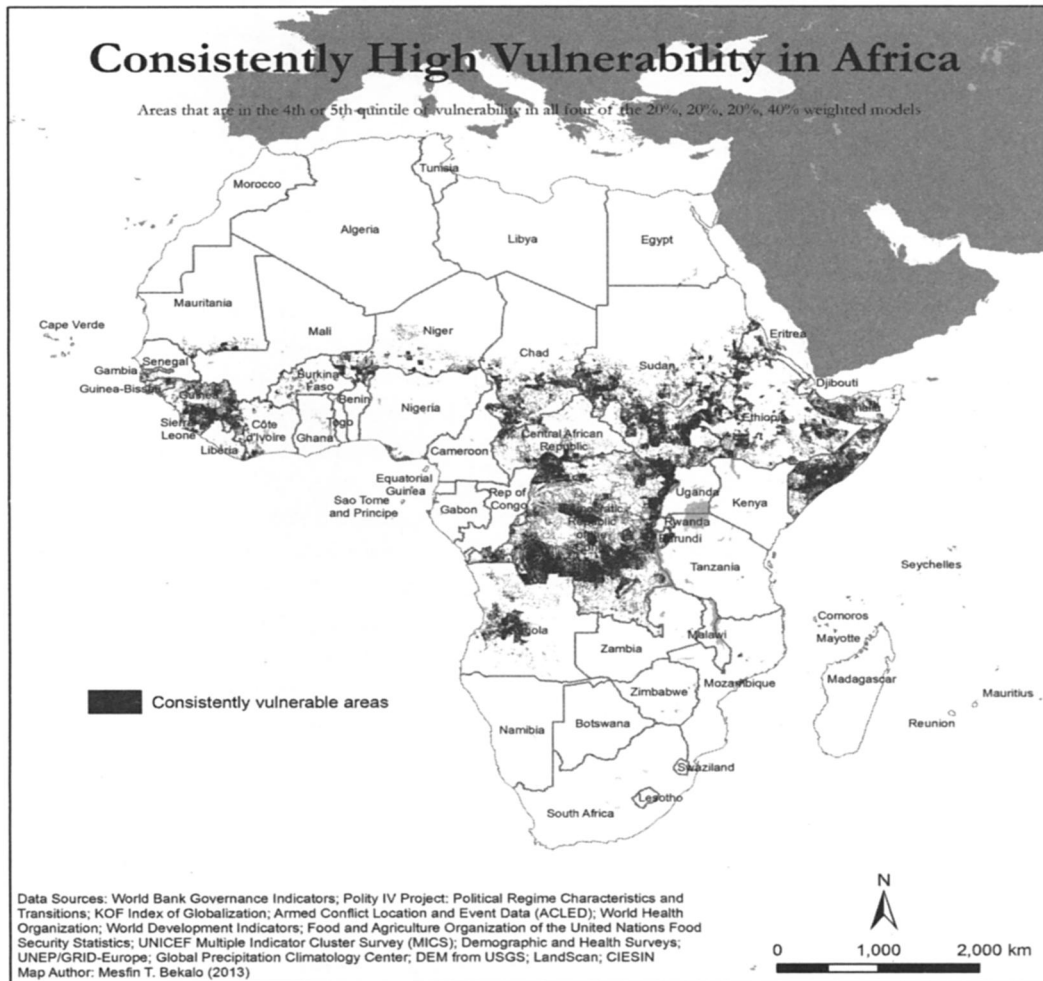 Consistently High Vulnerability in Africa
Areas that are in the 4th or 5th quintile of vulnerability in all four of the 20%, 20%, 20%, 40% weighted models
Tunisia
Morocco
Algeria
Libya
Egypt
Mauritania
Cape Verde
Mali
Niger
Chad
Sudan
Eritrea
Senegal
Gambia
Guinea-Bissau
Guinea
Burkina
Faso
Djibouti
Benin
Nigeria
Ethiopia
Sierra
Leone
Côte
d'Ivoire
Togo
Ghana
Liberia
Central African
Republic
Cameroon
Equatorial
Guinea
Sao Tome
and Principe
Rep of
Congo
Gabon
Uganda
Kenya
Republic
Rwanda
Burundi
Tanzania
Seychelles
Comoros
Mayotte
Malawi
Zambia
Mozambique
Madagascar
Mauritius
Reunion
Zimbabwe
Namibia
Botswana
Swaziland
Lesotho
South Africa
Consistently vulnerable areas
Data Sources: World Bank Governance Indicators; Polity IV Project: Political Regime Characteristics and
Transitions; KOF Index of Globalization; Armed Conflict Location and Event Data (ACLED); World Health
Organization; World Development Indicators; Food and Agriculture Organization of the United Nations Food
Security Statistics; UNICEF Multiple Indicator Cluster Survey (MICS); Demographic and Health Surveys;
UNEP/GRID-Europe; Global Precipitation Climatology Center; DEM from USGS; LandScan; CIESIN
Map Author: Mesfin T. Bekalo (2013)
N
0 1,000 2,000 km